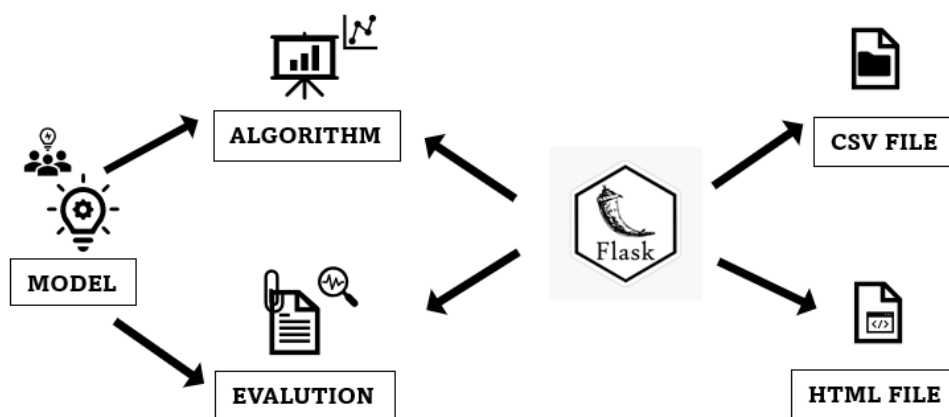 ALGORITHM
CSV FILE
Flask
MODEL
</>
EVALUTION
HTML FILE